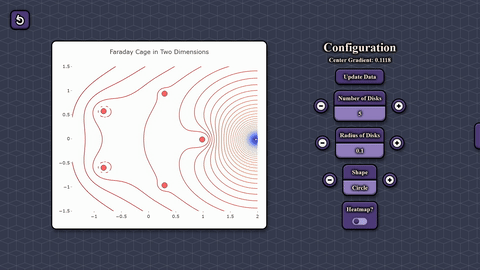 Faraday Cage in Two Dimensions
1.5
1
0.5
0
−0.5
−1
−1.5
−1
−0.5
0
0.5
1
1.5
2
Configuration
Center Gradient: 0.1118
Update Data
Number of Disks
5
Radius of Disks
0.1
Shape
Circle
Heatmap?